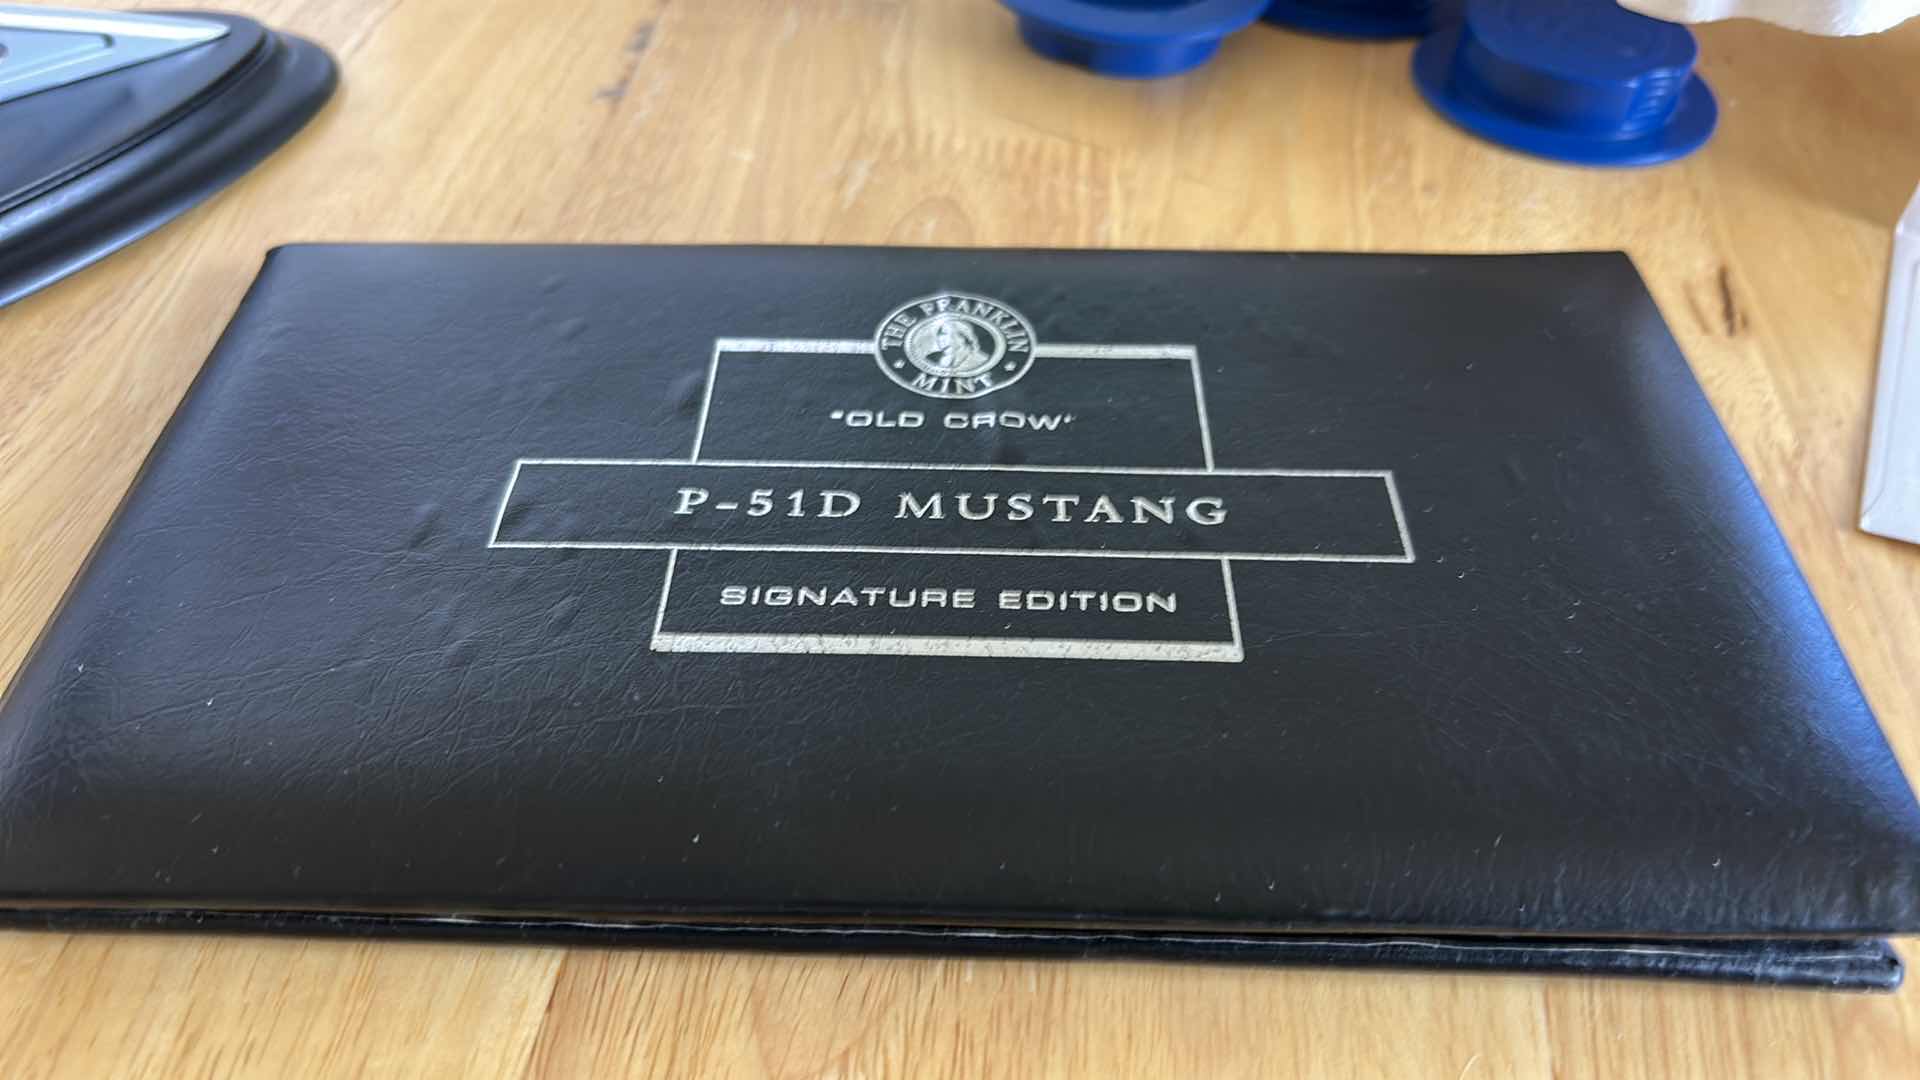 THE FRANKLIN
MINT
"OLD CROW"
P-51D MUSTANG
SIGNATURE EDITION